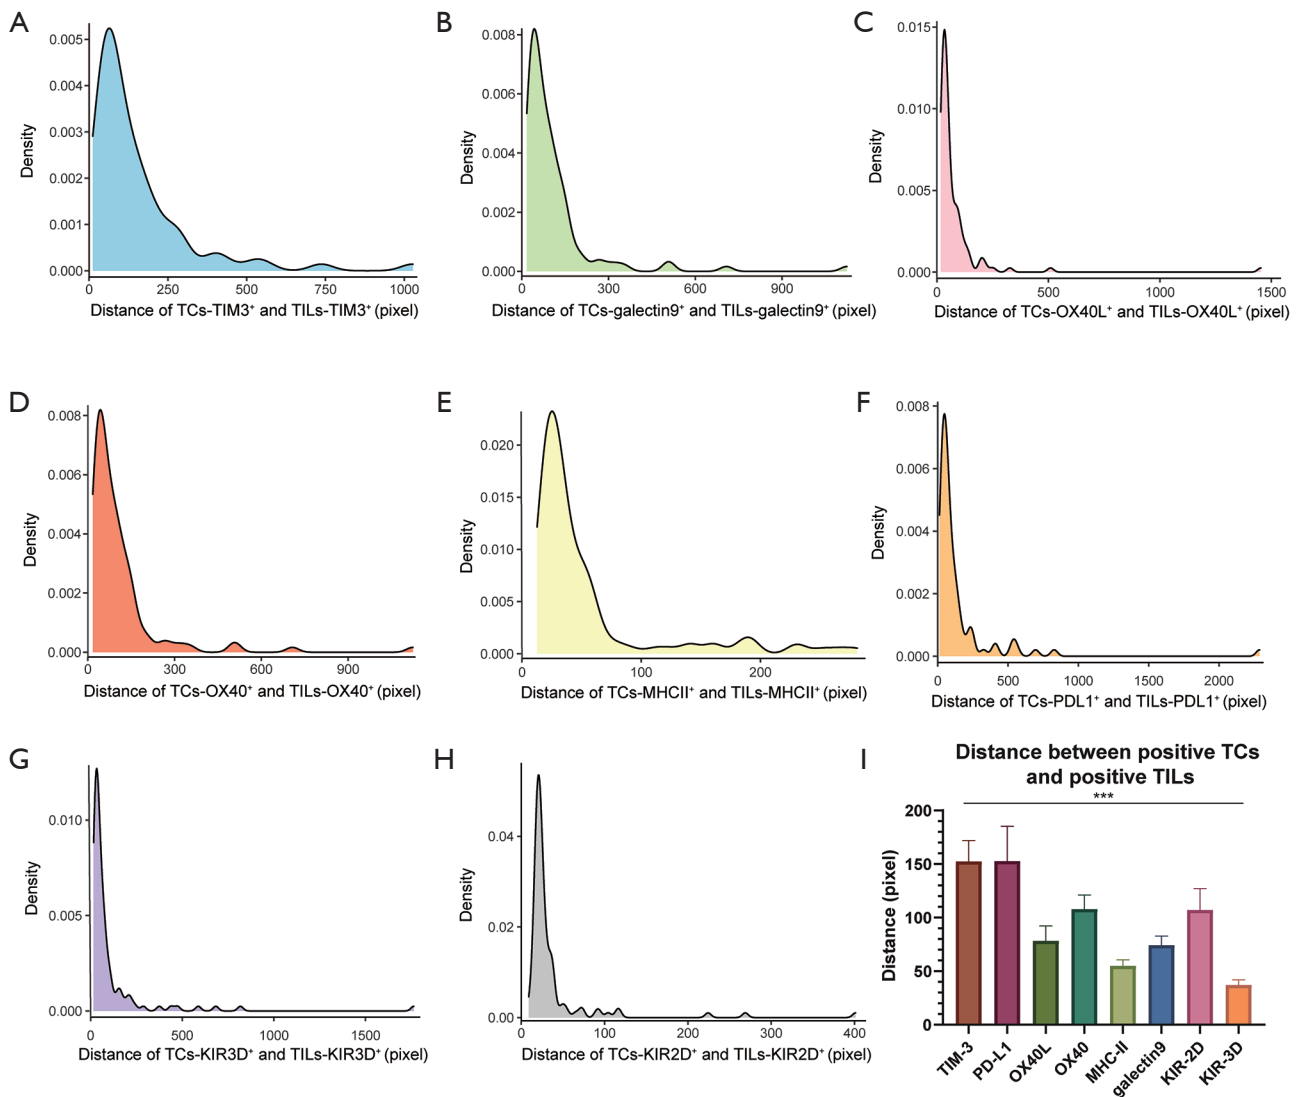 A
0.005
0.004
0.003
0.002
0.001
0.000
Density
0 250 500 750 1000
Distance of TCs-TIM3⁺ and TILs-TIM3⁺ (pixel)
B
0.008
0.006
0.004
0.002
0.000
Density
0 300 600 900
Distance of TCs-galectin9⁺ and TILs-galectin9⁺ (pixel)
C
0.015
0.010
0.005
0.000
Density
0 500 1000 1500
Distance of TCs-OX40L⁺ and TILs-OX40L⁺ (pixel)
D
0.008
0.006
0.004
0.002
0.000
Density
0 300 600 900
Distance of TCs-OX40⁺ and TILs-OX40⁺ (pixel)
E
0.020
0.015
0.010
0.005
0.000
Density
0 100 200
Distance of TCs-MHCII⁺ and TILs-MHCII⁺ (pixel)
F
0.008
0.006
0.004
0.002
0.000
Density
0 500 1000 1500 2000
Distance of TCs-PDL1⁺ and TILs-PDL1⁺ (pixel)
G
0.010
0.005
0.000
Density
0 500 1000 1500
Distance of TCs-KIR3D⁺ and TILs-KIR3D⁺ (pixel)
H
0.04
0.02
0.00
Density
0 100 200 300 400
Distance of TCs-KIR2D⁺ and TILs-KIR2D⁺ (pixel)
I
Distance between positive TCs
and positive TILs
***
200
150
100
50
0
Distance (pixel)
TIM-3 PD-L1 OX40L OX40 MHC-II galectin9 KIR-2D KIR-3D